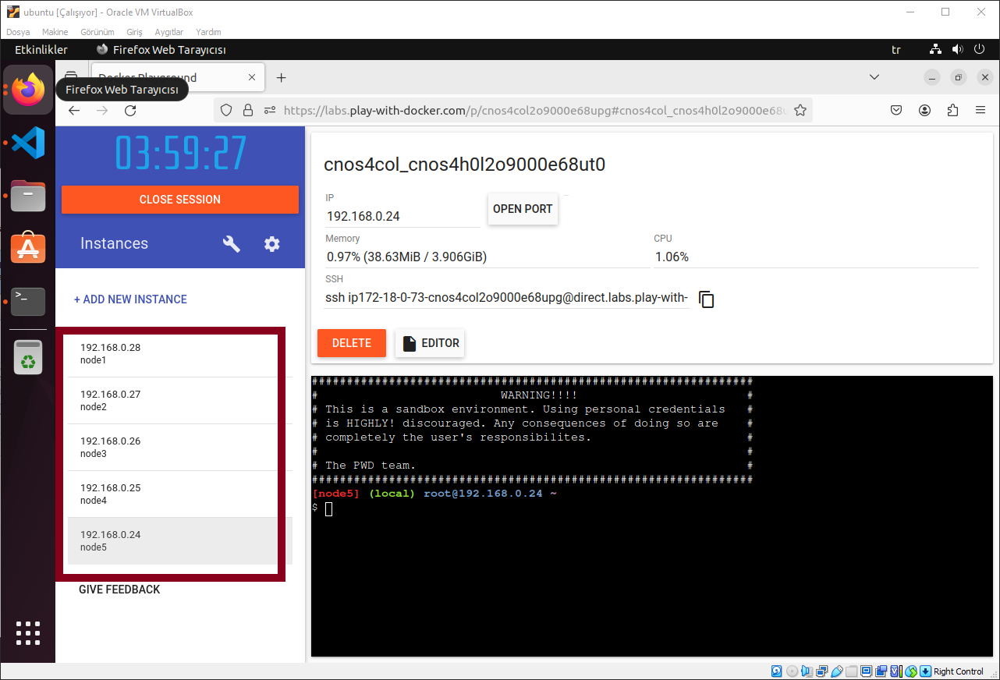 ubuntu [Çalışıyor] - Oracle VM VirtualBox
Dosya Makine Görünüm Giriş Aygıtlar Yardım
Etkinlikler Firefox Web Tarayıcısı tr
Docker Playground
Firefox Web Tarayıcısı
https://labs.play-with-docker.com/p/cnos4col2o9000e68upg#cnos4col_cnos4h0l2o9000e68u
03:59:27
CLOSE SESSION
Instances
+ ADD NEW INSTANCE
192.168.0.28
node1
192.168.0.27
node2
192.168.0.26
node3
192.168.0.25
node4
192.168.0.24
node5
GIVE FEEDBACK
cnos4col_cnos4h0l2o9000e68ut0
IP
192.168.0.24
OPEN PORT
Memory
0.97% (38.63MiB / 3.906GiB)
CPU
1.06%
SSH
ssh ip172-18-0-73-cnos4col2o9000e68upg@direct.labs.play-with-
DELETE
EDITOR
###############################################################
# WARNING!!!! #
# This is a sandbox environment. Using personal credentials #
# is HIGHLY! discouraged. Any consequences of doing so are #
# completely the user's responsibilites. #
# #
# The PWD team. #
###############################################################
[node5] (local) root@192.168.0.24 ~
$
Right Control